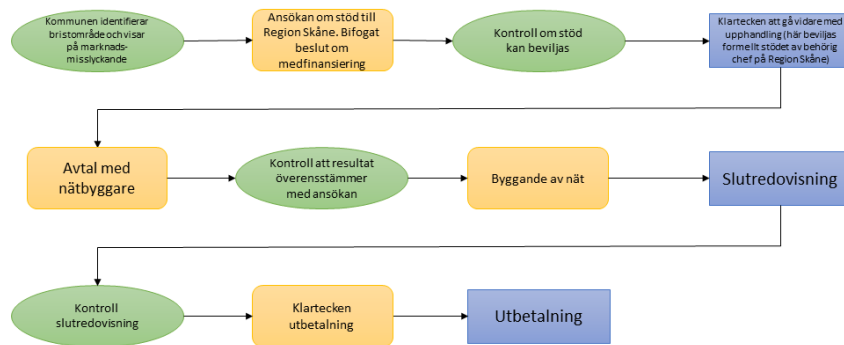 Kommunen identifierar
bristområde och visar
på marknads-
misslyckande
Ansökan om stöd till
Region Skåne. Bifogat
beslut om
medfinansiering
Kontroll om stöd
kan beviljas
Klartecken att gå vidare med
upphandling (här beviljas
formellt stödet av behörig
chef på Region Skåne)
Avtal med
nätbyggare
Kontroll att resultat
överensstämmer
med ansökan
Byggande av nät
Slutredovisning
Kontroll
slutredovisning
Klartecken
utbetalning
Utbetalning